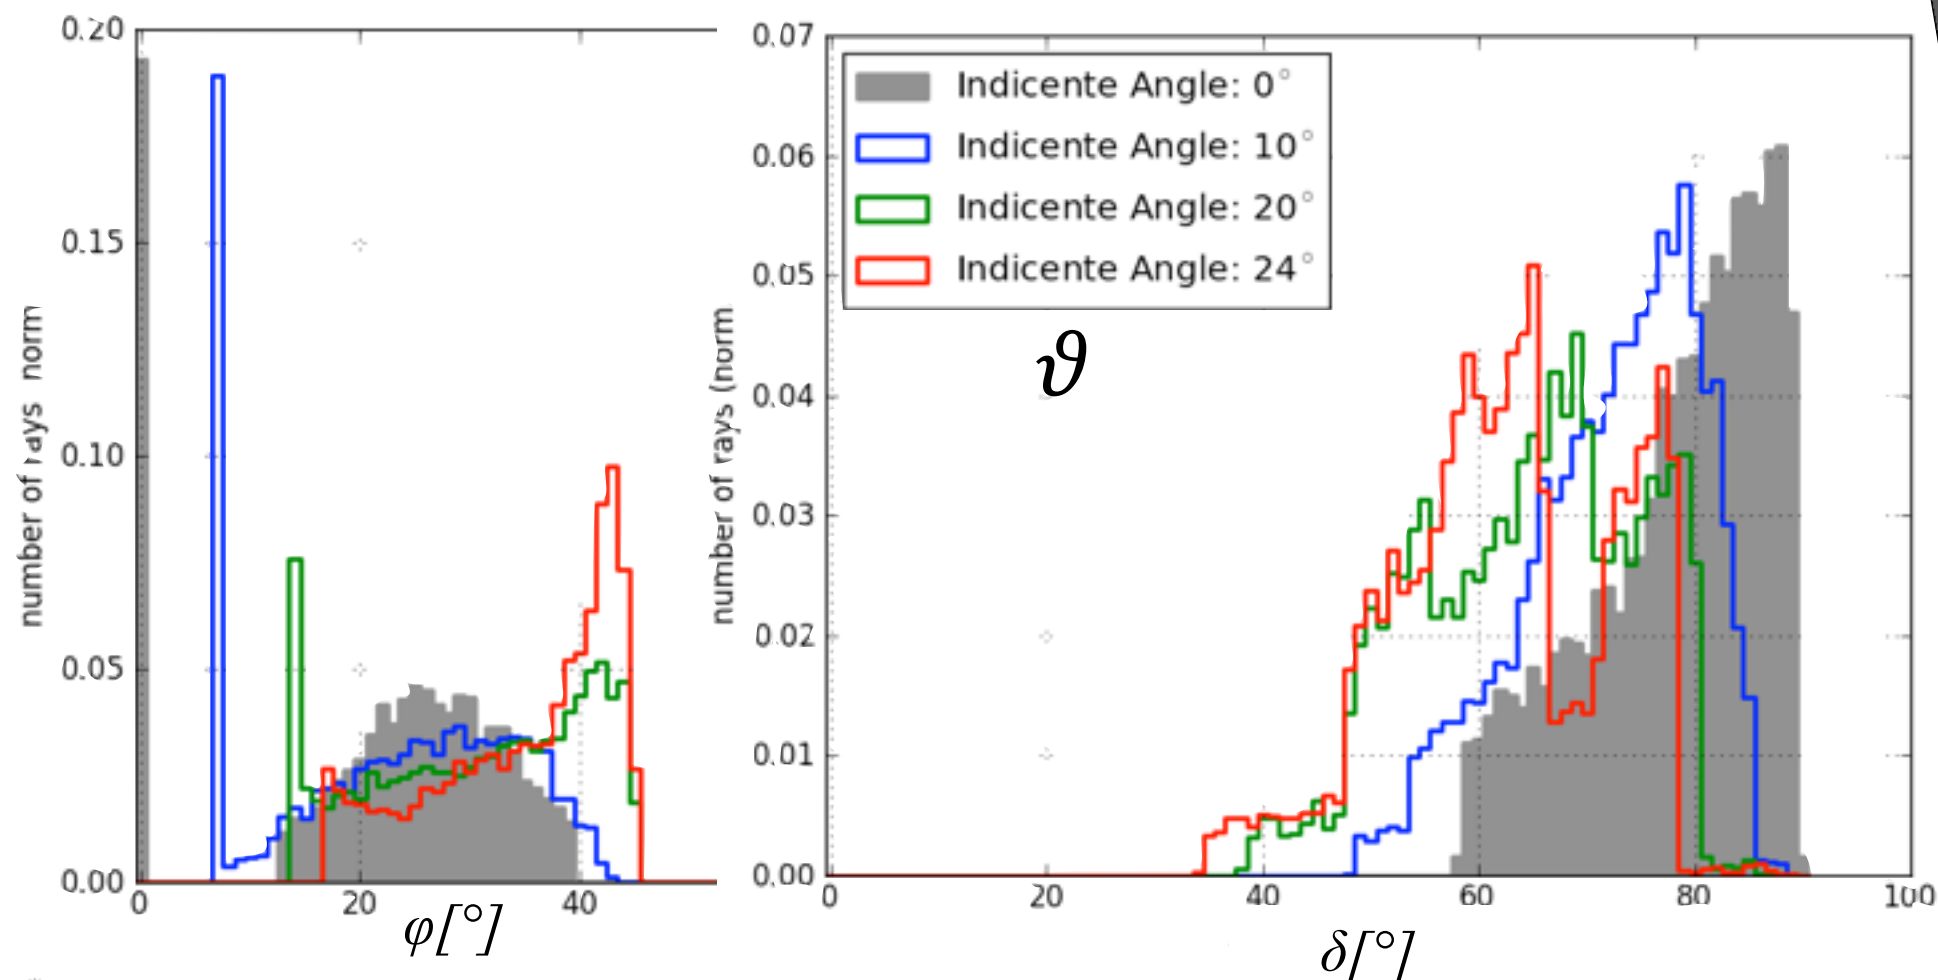 0.20
0.15
0.10
0.05
0.00
0
20
40
number of rays norm
φ[°]
0.07
0.06
0.05
0.04
0.03
0.02
0.01
0.00
0
20
40
60
80
100
number of rays (norm
Indicente Angle: 0°
Indicente Angle: 10°
Indicente Angle: 20°
Indicente Angle: 24°
ϑ
δ[°]